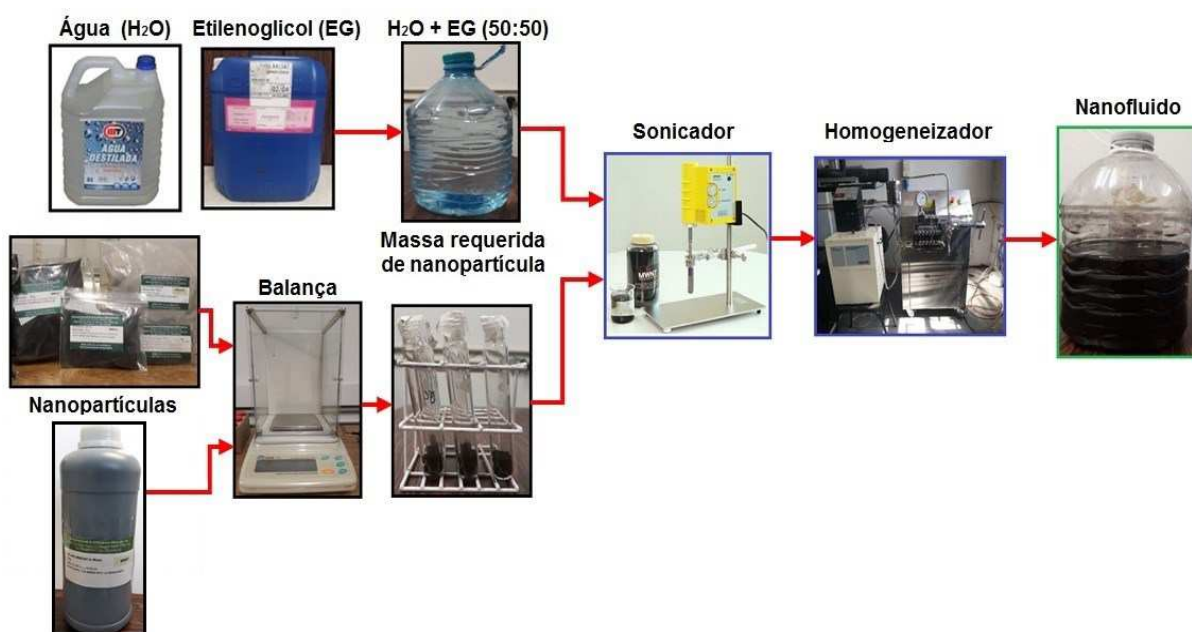 Água (H₂O)
Etilenoglicol (EG)
H₂O + EG (50:50)
ÁGUA
DESTILADA
Sonicador
Homogeneizador
Nanofluido
MWNT
Massa requerida
de nanopartícula
Balança
Nanopartículas